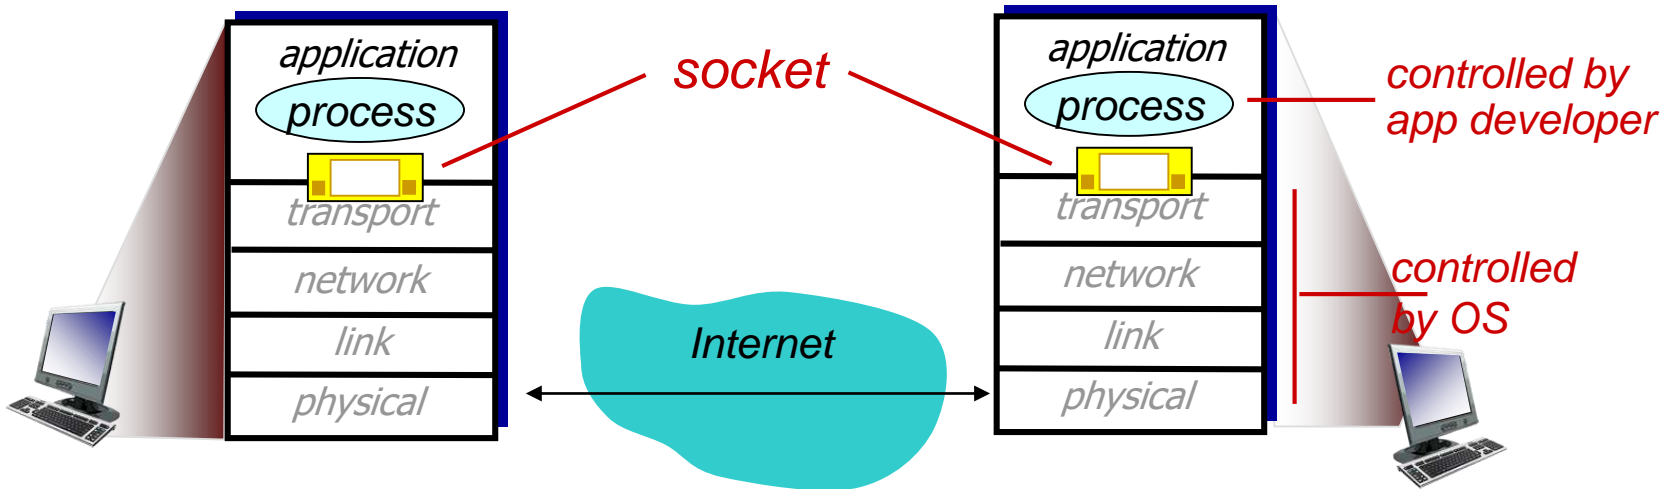 application
process
transport
network
link
physical
socket
Internet
application
process
transport
network
link
physical
controlled by
app developer
controlled
by OS